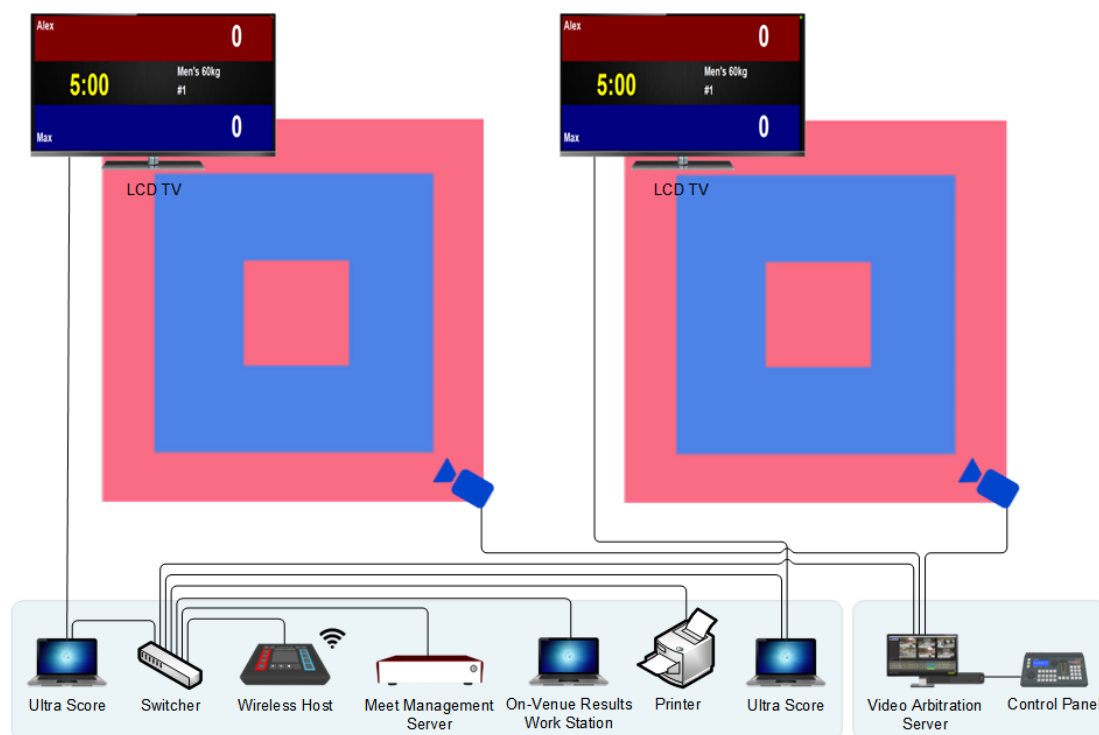 Alex
0
5:00
Men's 60kg
#1
Max
0
LCD TV
Alex
0
5:00
Men's 60kg
#1
Max
0
LCD TV
Ultra Score
Switcher
Wireless Host
Meet Management
Server
On-Venue Results
Work Station
Printer
Ultra Score
Video Arbitration
Server
Control Panel